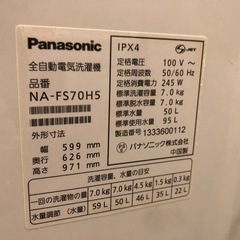 Panasonic
全自動電気洗濯機
品番
NA-FS70H5
外形寸法
幅 599 mm
奥行 626 mm
高さ 971 mm
IPX4
JET
定格電圧 100 V ~
定格周波数 50/60 Hz
定格消費電力 245 W
標準洗濯容量 7.0kg
標準脱水容量 7.0kg
標準水量 50 L
標準使用水量 95 L
製造番号 1333600112
パナソニック株式会社
中国製
洗濯容量、水量の目安
一回の洗濯物の量 7.0 kg 7.0 kg 4.5 kg 1.5 kg 0.3 kg
水量(調節) (水位) 59 L 50 L 46 L 35 L 22 L